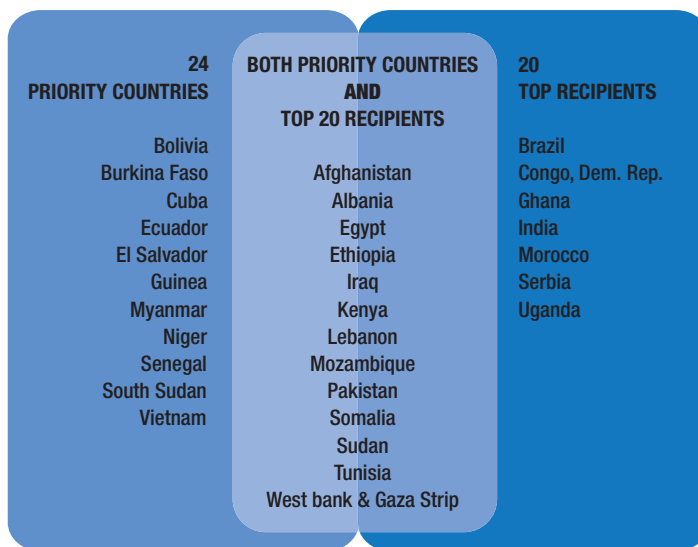 24
PRIORITY COUNTRIES
Bolivia
Burkina Faso
Cuba
Ecuador
El Salvador
Guinea
Myanmar
Niger
Senegal
South Sudan
Vietnam
BOTH PRIORITY COUNTRIES
AND
TOP 20 RECIPIENTS
Afghanistan
Albania
Egypt
Ethiopia
Iraq
Kenya
Lebanon
Mozambique
Pakistan
Somalia
Sudan
Tunisia
West bank & Gaza Strip
20
TOP RECIPIENTS
Brazil
Congo, Dem. Rep.
Ghana
India
Morocco
Serbia
Uganda